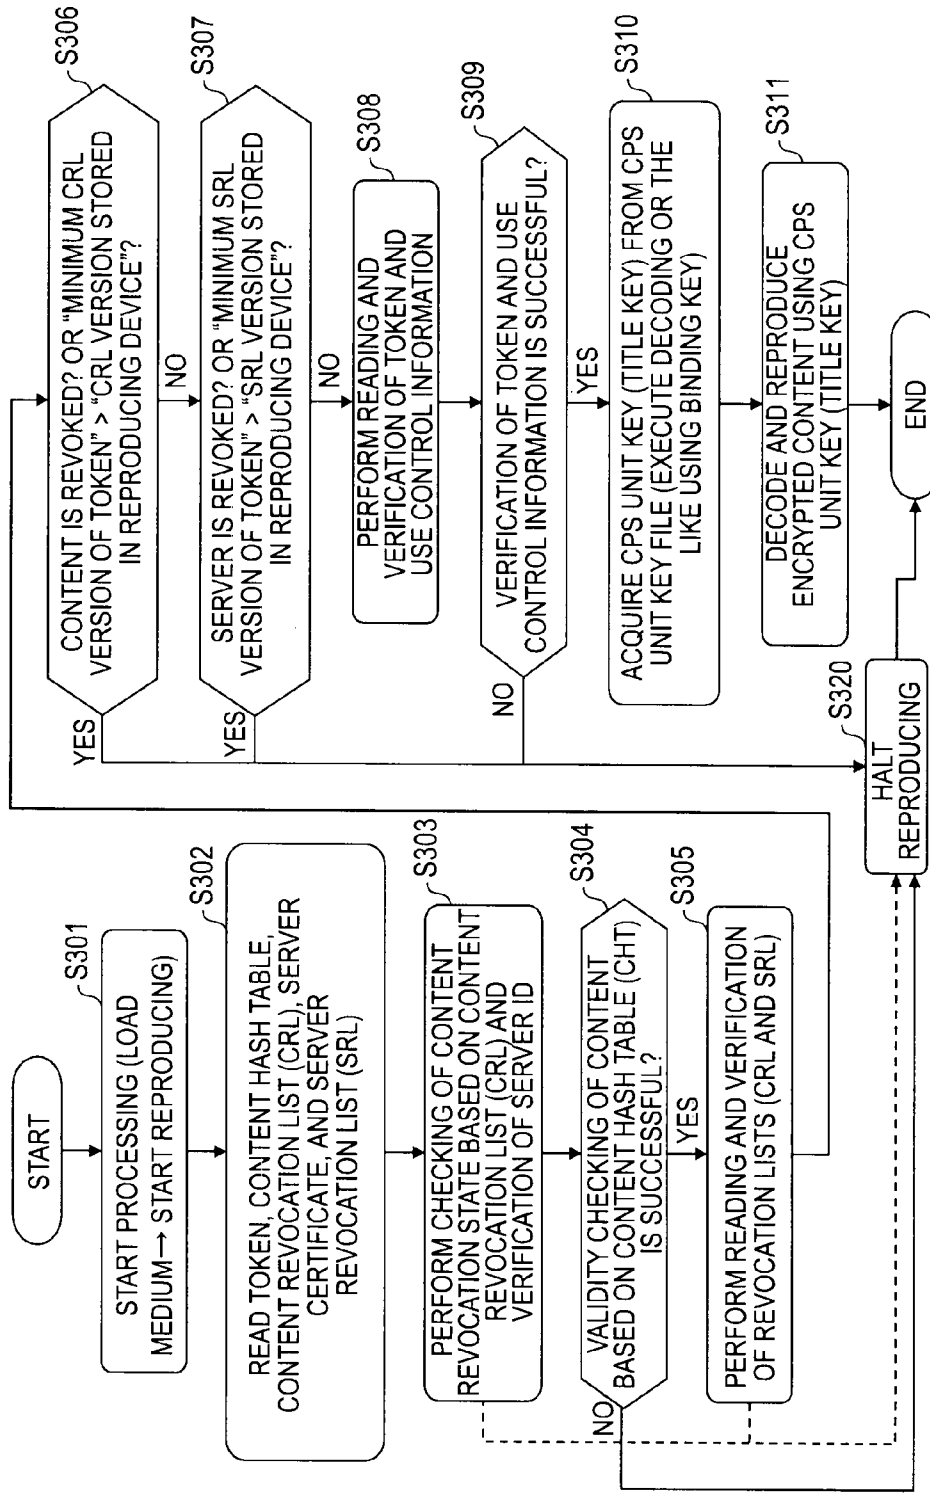 START
S301
START PROCESSING (LOAD
MEDIUM→ START REPRODUCING)
S302
READ TOKEN, CONTENT HASH TABLE,
CONTENT REVOCATION LIST (CRL), SERVER
CERTIFICATE, AND SERVER
REVOCATION LIST (SRL)
S303
PERFORM CHECKING OF CONTENT
REVOCATION STATE BASED ON CONTENT
REVOCATION LIST (CRL) AND
VERIFICATION OF SERVER ID
S304
VALIDITY CHECKING OF CONTENT
BASED ON CONTENT HASH TABLE (CHT)
IS SUCCESSFUL?
NO
YES
S305
PERFORM READING AND VERIFICATION
OF REVOCATION LISTS (CRL AND SRL)
S306
CONTENT IS REVOKED? OR “MINIMUM CRL
VERSION OF TOKEN” > “CRL VERSION STORED
IN REPRODUCING DEVICE”?
YES
NO
S307
SERVER IS REVOKED? OR “MINIMUM SRL
VERSION OF TOKEN” > “SRL VERSION STORED
IN REPRODUCING DEVICE”?
YES
NO
S308
PERFORM READING AND
VERIFICATION OF TOKEN AND
USE CONTROL INFORMATION
S309
VERIFICATION OF TOKEN AND USE
CONTROL INFORMATION IS SUCCESSFUL?
NO
YES
S310
ACQUIRE CPS UNIT KEY (TITLE KEY) FROM CPS
UNIT KEY FILE (EXECUTE DECODING OR THE
LIKE USING BINDING KEY)
S311
DECODE AND REPRODUCE
ENCRYPTED CONTENT USING CPS
UNIT KEY (TITLE KEY)
S320
HALT
REPRODUCING
END